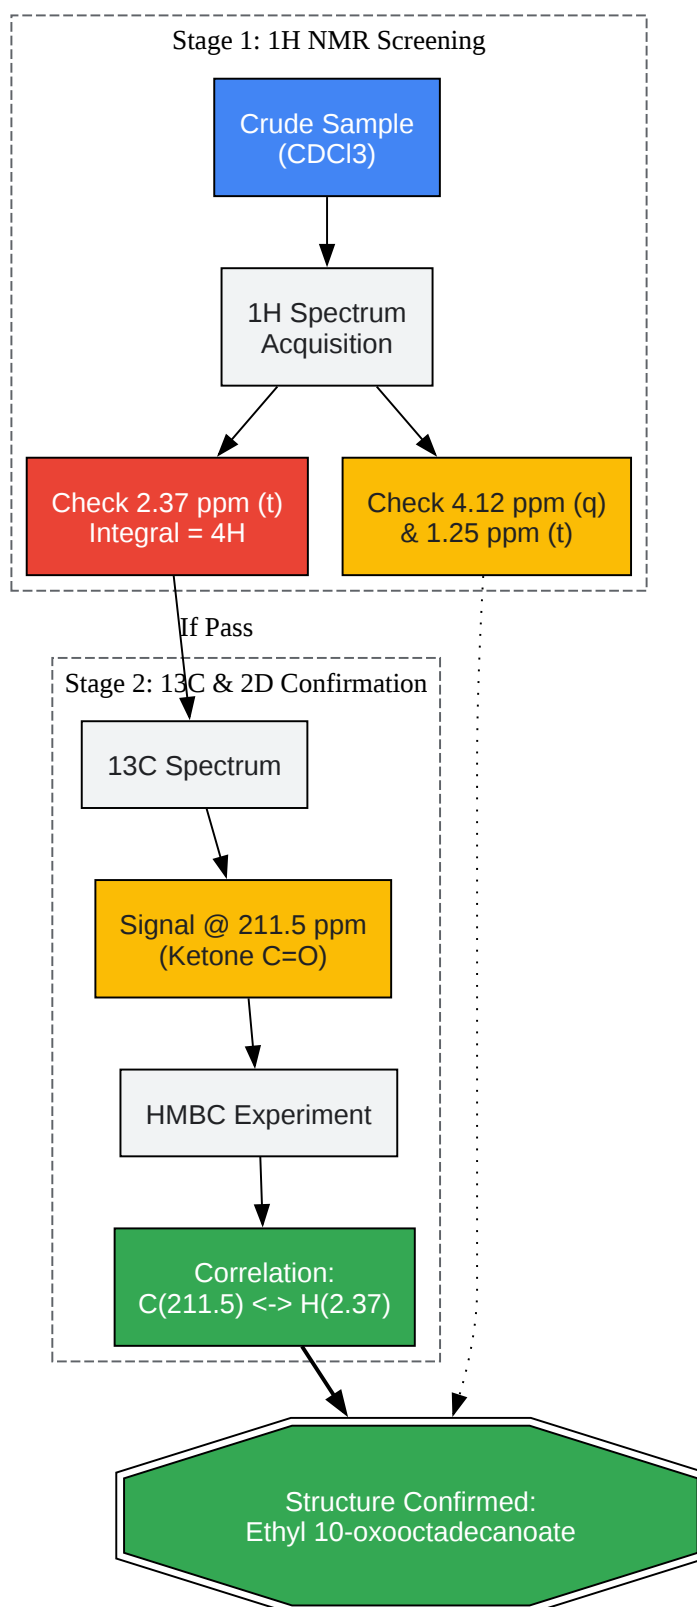 Stage 1: 1H NMR Screening
Crude Sample
(CDCl3)
1H Spectrum
Acquisition
Check 2.37 ppm (t)
Integral = 4H
Check 4.12 ppm (q)
& 1.25 ppm (t)
If Pass
Stage 2: 13C & 2D Confirmation
13C Spectrum
Signal @ 211.5 ppm
(Ketone C=O)
HMBC Experiment
Correlation:
C(211.5) <-> H(2.37)
Structure Confirmed:
Ethyl 10-oxooctadecanoate